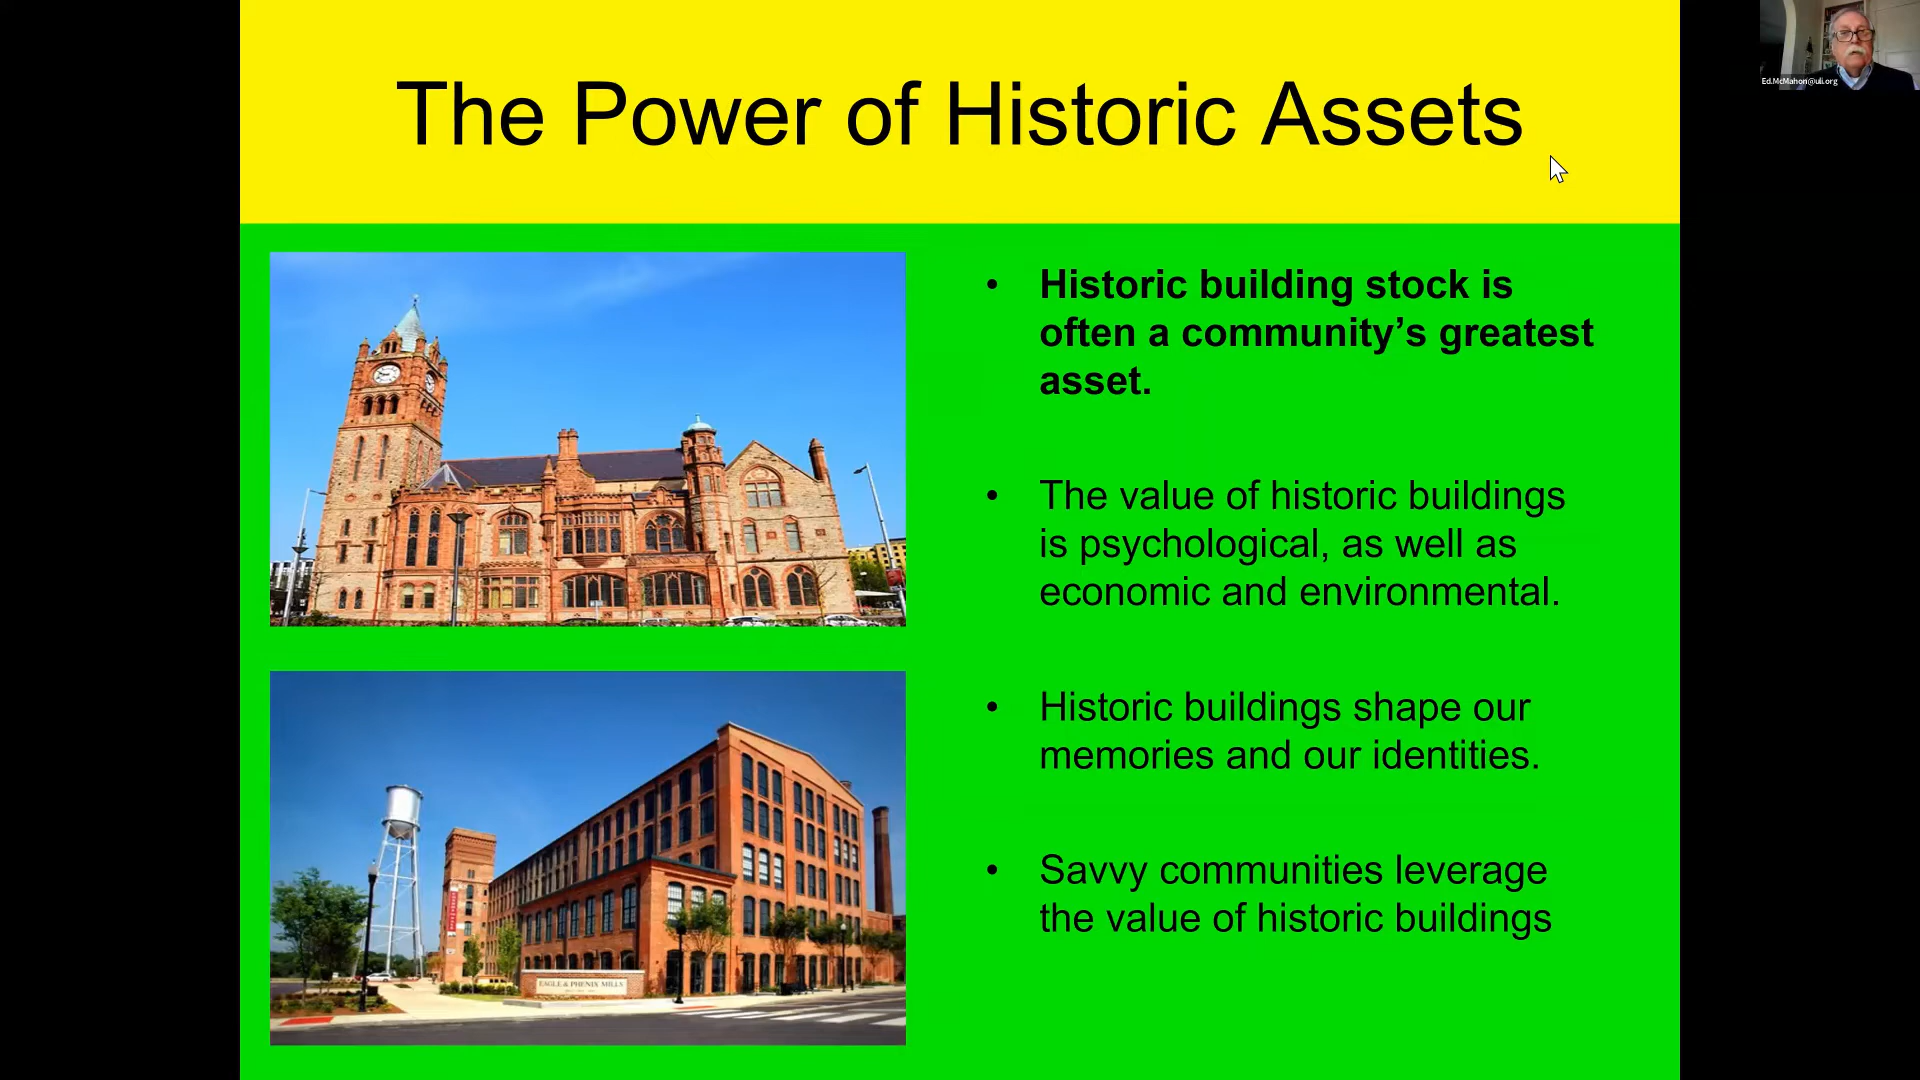 The Power of Historic Assets
Ed.McMahon@uli.org
• Historic building stock is
often a community’s greatest
asset.
• The value of historic buildings
is psychological, as well as
economic and environmental.
• Historic buildings shape our
memories and our identities.
• Savvy communities leverage
the value of historic buildings
EAGLE & PHENIX MILLS